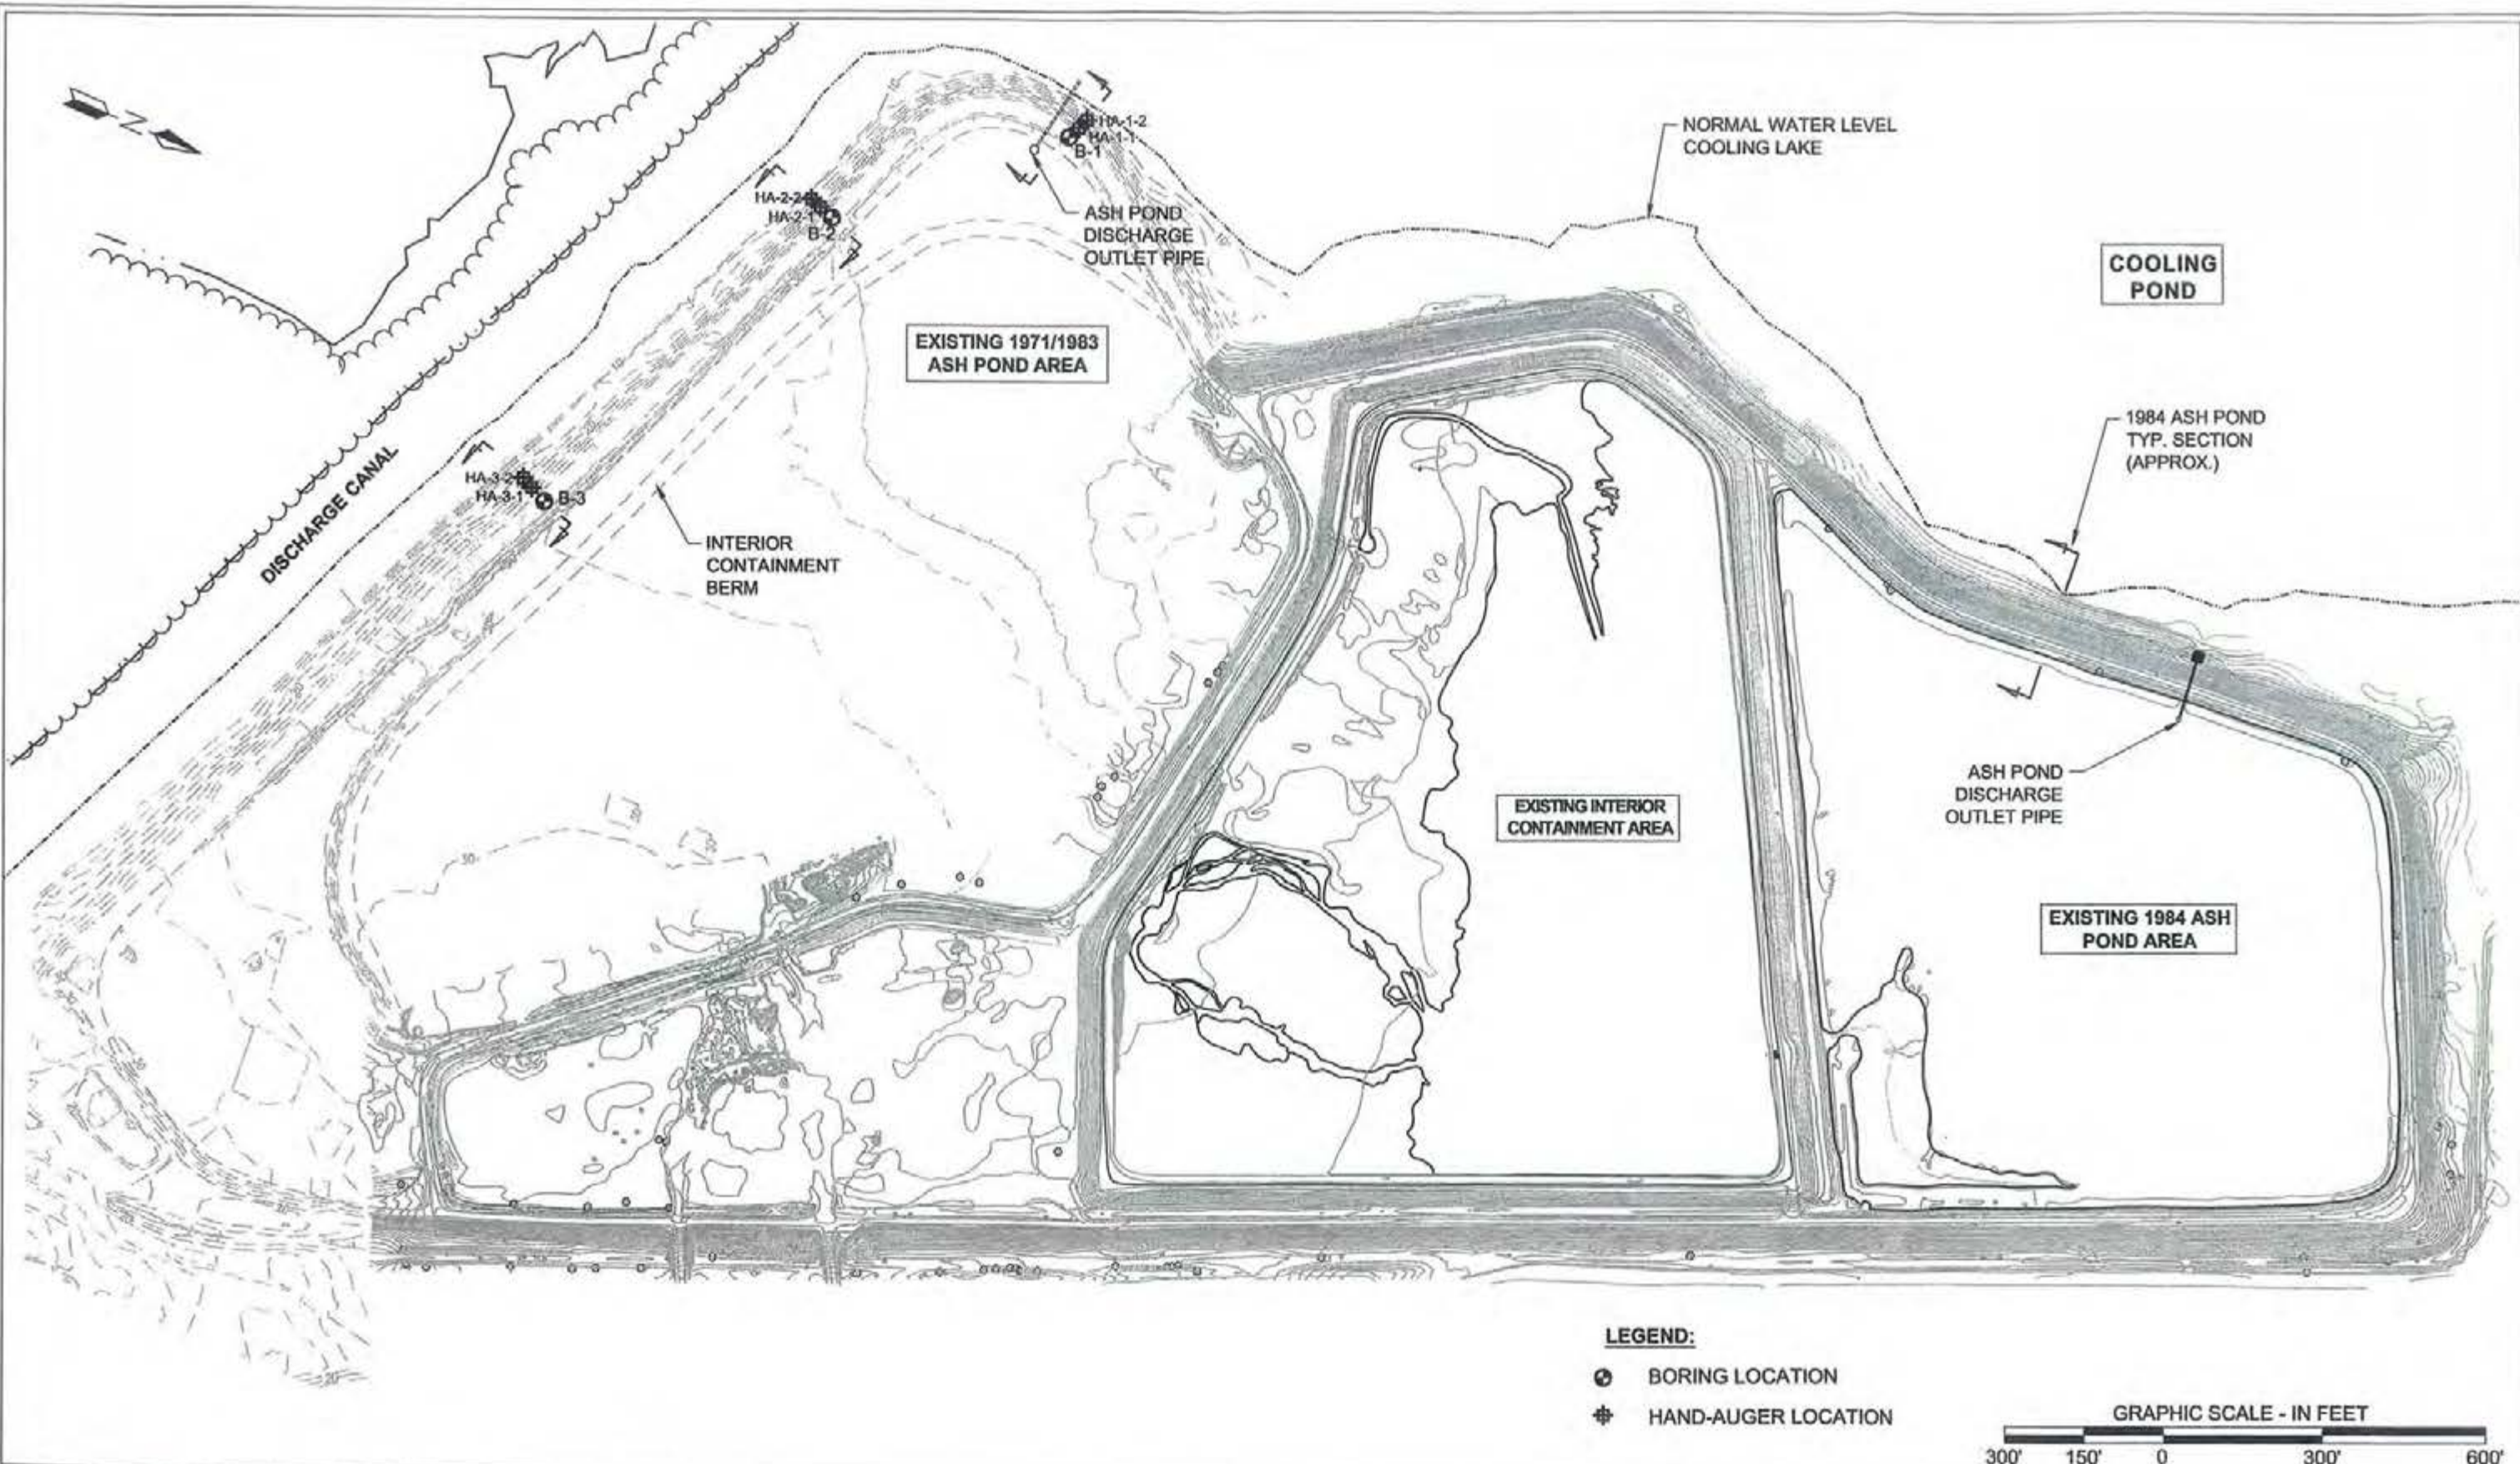 N
HA-1-2
HA-1-1
B-1
NORMAL WATER LEVEL
COOLING LAKE
HA-2-2
HA-2-1
B-2
ASH POND
DISCHARGE
OUTLET PIPE
COOLING
POND
EXISTING 1971/1983
ASH POND AREA
1984 ASH POND
TYP. SECTION
(APPROX.)
HA-3-2
HA-3-1
B-3
DISCHARGE CANAL
INTERIOR
CONTAINMENT
BERM
ASH POND
DISCHARGE
OUTLET PIPE
EXISTING INTERIOR
CONTAINMENT AREA
EXISTING 1984 ASH
POND AREA
LEGEND:
BORING LOCATION
HAND-AUGER LOCATION
GRAPHIC SCALE - IN FEET
300' 150' 0 300' 600'